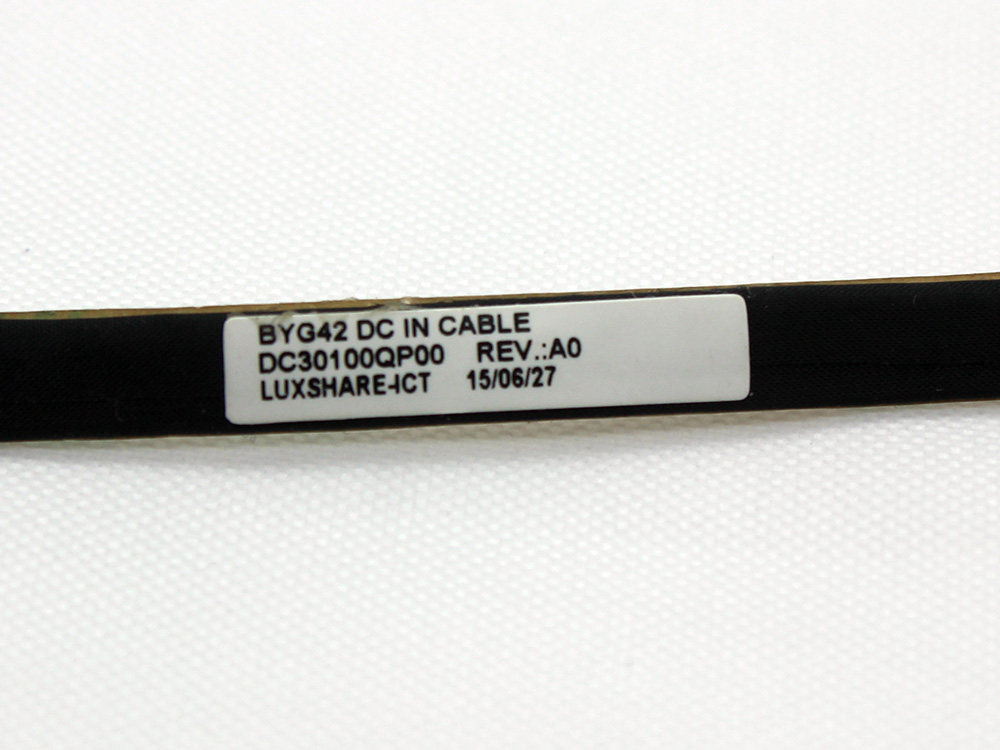 BYG42 DC IN CABLE
DC30100QP00 REV.:A0
LUXSHARE-ICT 15/06/27